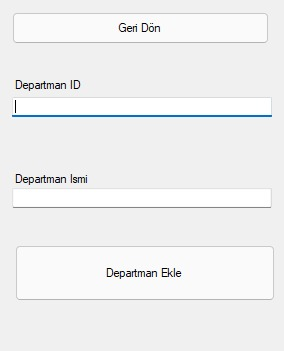 Geri Dön
Departman ID
Departman Ismi
Departman Ekle